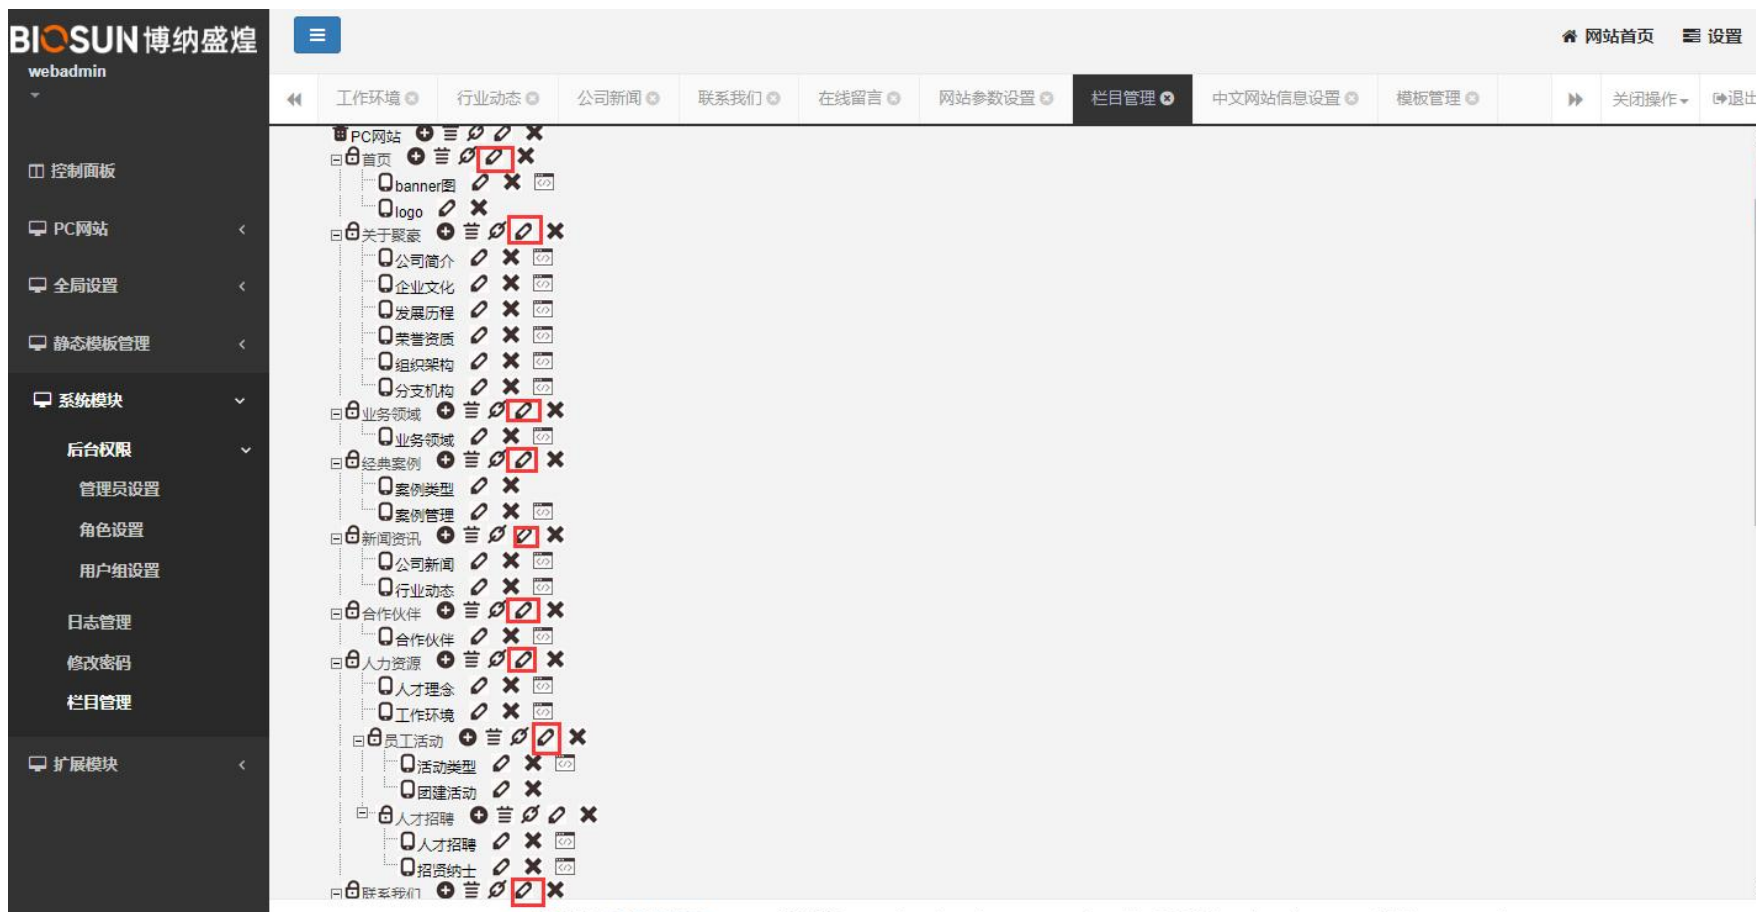 BIOSUN博纳盛煌
webadmin
网站首页 设置
工作环境 行业动态 公司新闻 联系我们 在线留言 网站参数设置 栏目管理 中文网站信息设置 模板管理 关闭操作 退出
控制面板
PC网站
全局设置
静态模板管理
系统模块
后台权限
管理员设置
角色设置
用户组设置
日志管理
修改密码
栏目管理
扩展模块
PC网站
首页
banner图
logo
关于聚豪
公司简介
企业文化
发展历程
荣誉资质
组织架构
分支机构
业务领域
业务领域
经典案例
案例类型
案例管理
新闻资讯
公司新闻
行业动态
合作伙伴
合作伙伴
人力资源
人才理念
工作环境
员工活动
活动类型
团建活动
人才招聘
人才招聘
招贤纳士
联系我们